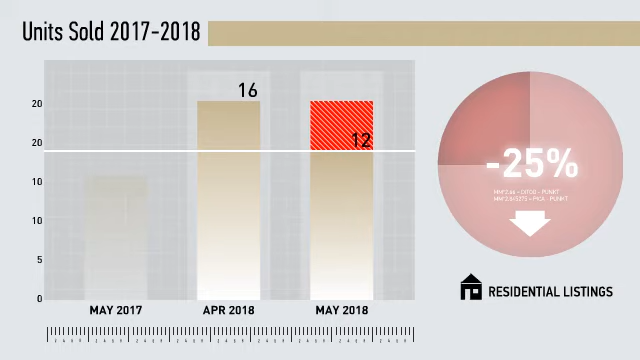 Units Sold 2017-2018
20
20
10
10
5
0
16
12
MAY 2017
APR 2018
MAY 2018
-25%
RESIDENTIAL LISTINGS